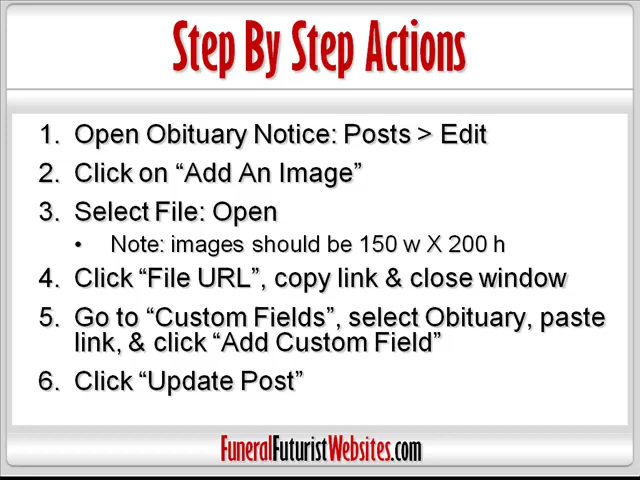 Step By Step Actions
1. Open Obituary Notice: Posts > Edit
2. Click on “Add An Image”
3. Select File: Open
• Note: images should be 150 w X 200 h
4. Click “File URL”, copy link & close window
5. Go to “Custom Fields”, select Obituary, paste
link, & click “Add Custom Field”
6. Click “Update Post”
FuneralFuturistWebsites.com